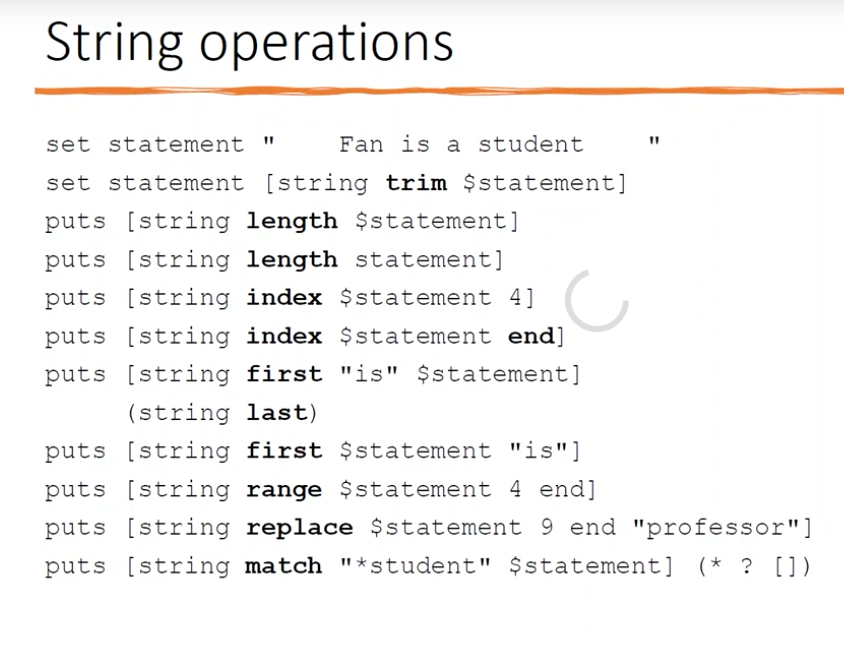 String operations
set statement "    Fan is a student    "
set statement [string trim $statement]
puts [string length $statement]
puts [string length statement]
puts [string index $statement 4]
puts [string index $statement end]
puts [string first "is" $statement]
(string last)
puts [string first $statement "is"]
puts [string range $statement 4 end]
puts [string replace $statement 9 end "professor"]
puts [string match "*student" $statement] (* ? [])